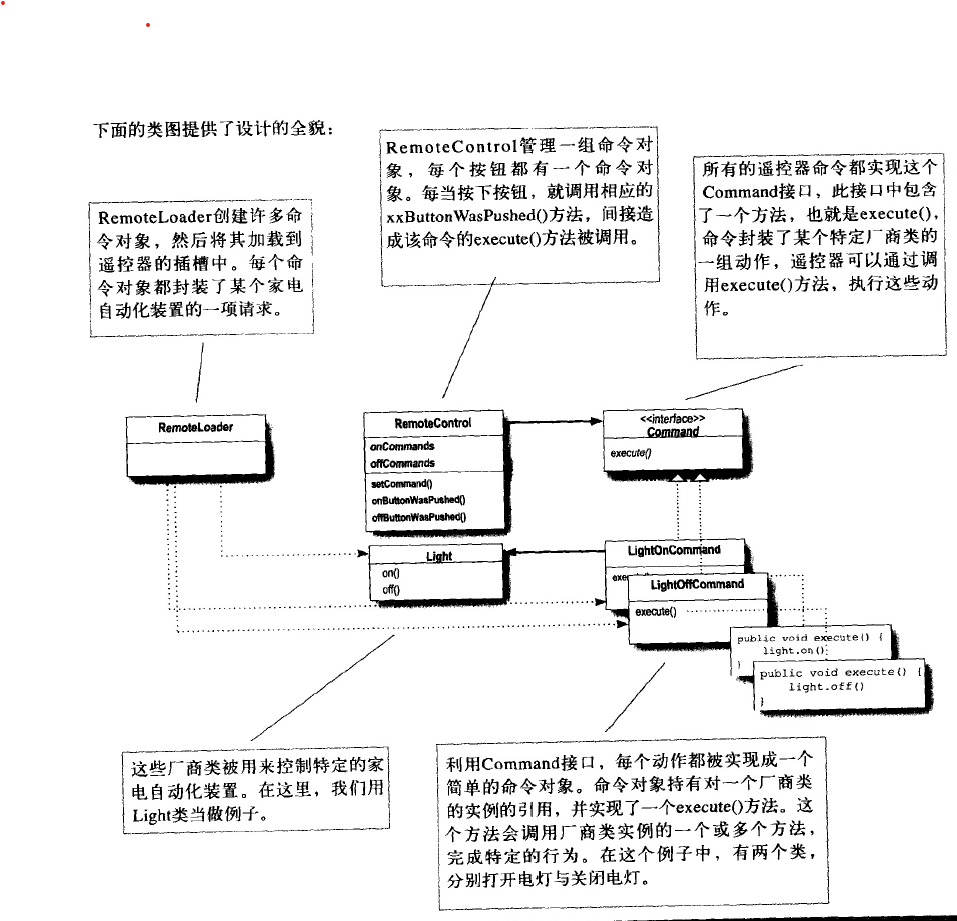 下面的类图提供了设计的全貌：
RemoteControl管理一组命令对
象，每个按钮都有一个命令对
象。每当按下按钮，就调用相应的
xxButtonWasPushed()方法，间接造
成该命令的execute()方法被调用。
所有的遥控器命令都实现这个
Command接口，此接口中包含
了一个方法，也就是execute()，
命令封装了某个特定厂商类的
一组动作，遥控器可以通过调
用execute()方法，执行这些动
作。
RemoteLoader创建许多命
令对象，然后将其加载到
遥控器的插槽中。每个命
令对象都封装了某个家电
自动化装置的一项请求。
RemoteLoader
RemoteControl
onCommands
offCommands
setCommand()
onButtonWasPushed()
offButtonWasPushed()
<<interface>>
Command
execute()
Light
on()
off()
LightOnCommand
LightOffCommand
execute()
public void execute() {
light.on()
}
public void execute() {
light.off()
}
这些厂商类被用来控制特定的家
电自动化装置。在这里，我们用
Light类当做例子。
利用Command接口，每个动作都被实现成一个
简单的命令对象。命令对象持有对一个厂商类
的实例的引用，并实现了一个execute()方法。这
个方法会调用厂商类实例的一个或多个方法，
完成特定的行为。在这个例子中，有两个类，
分别打开电灯与关闭电灯。